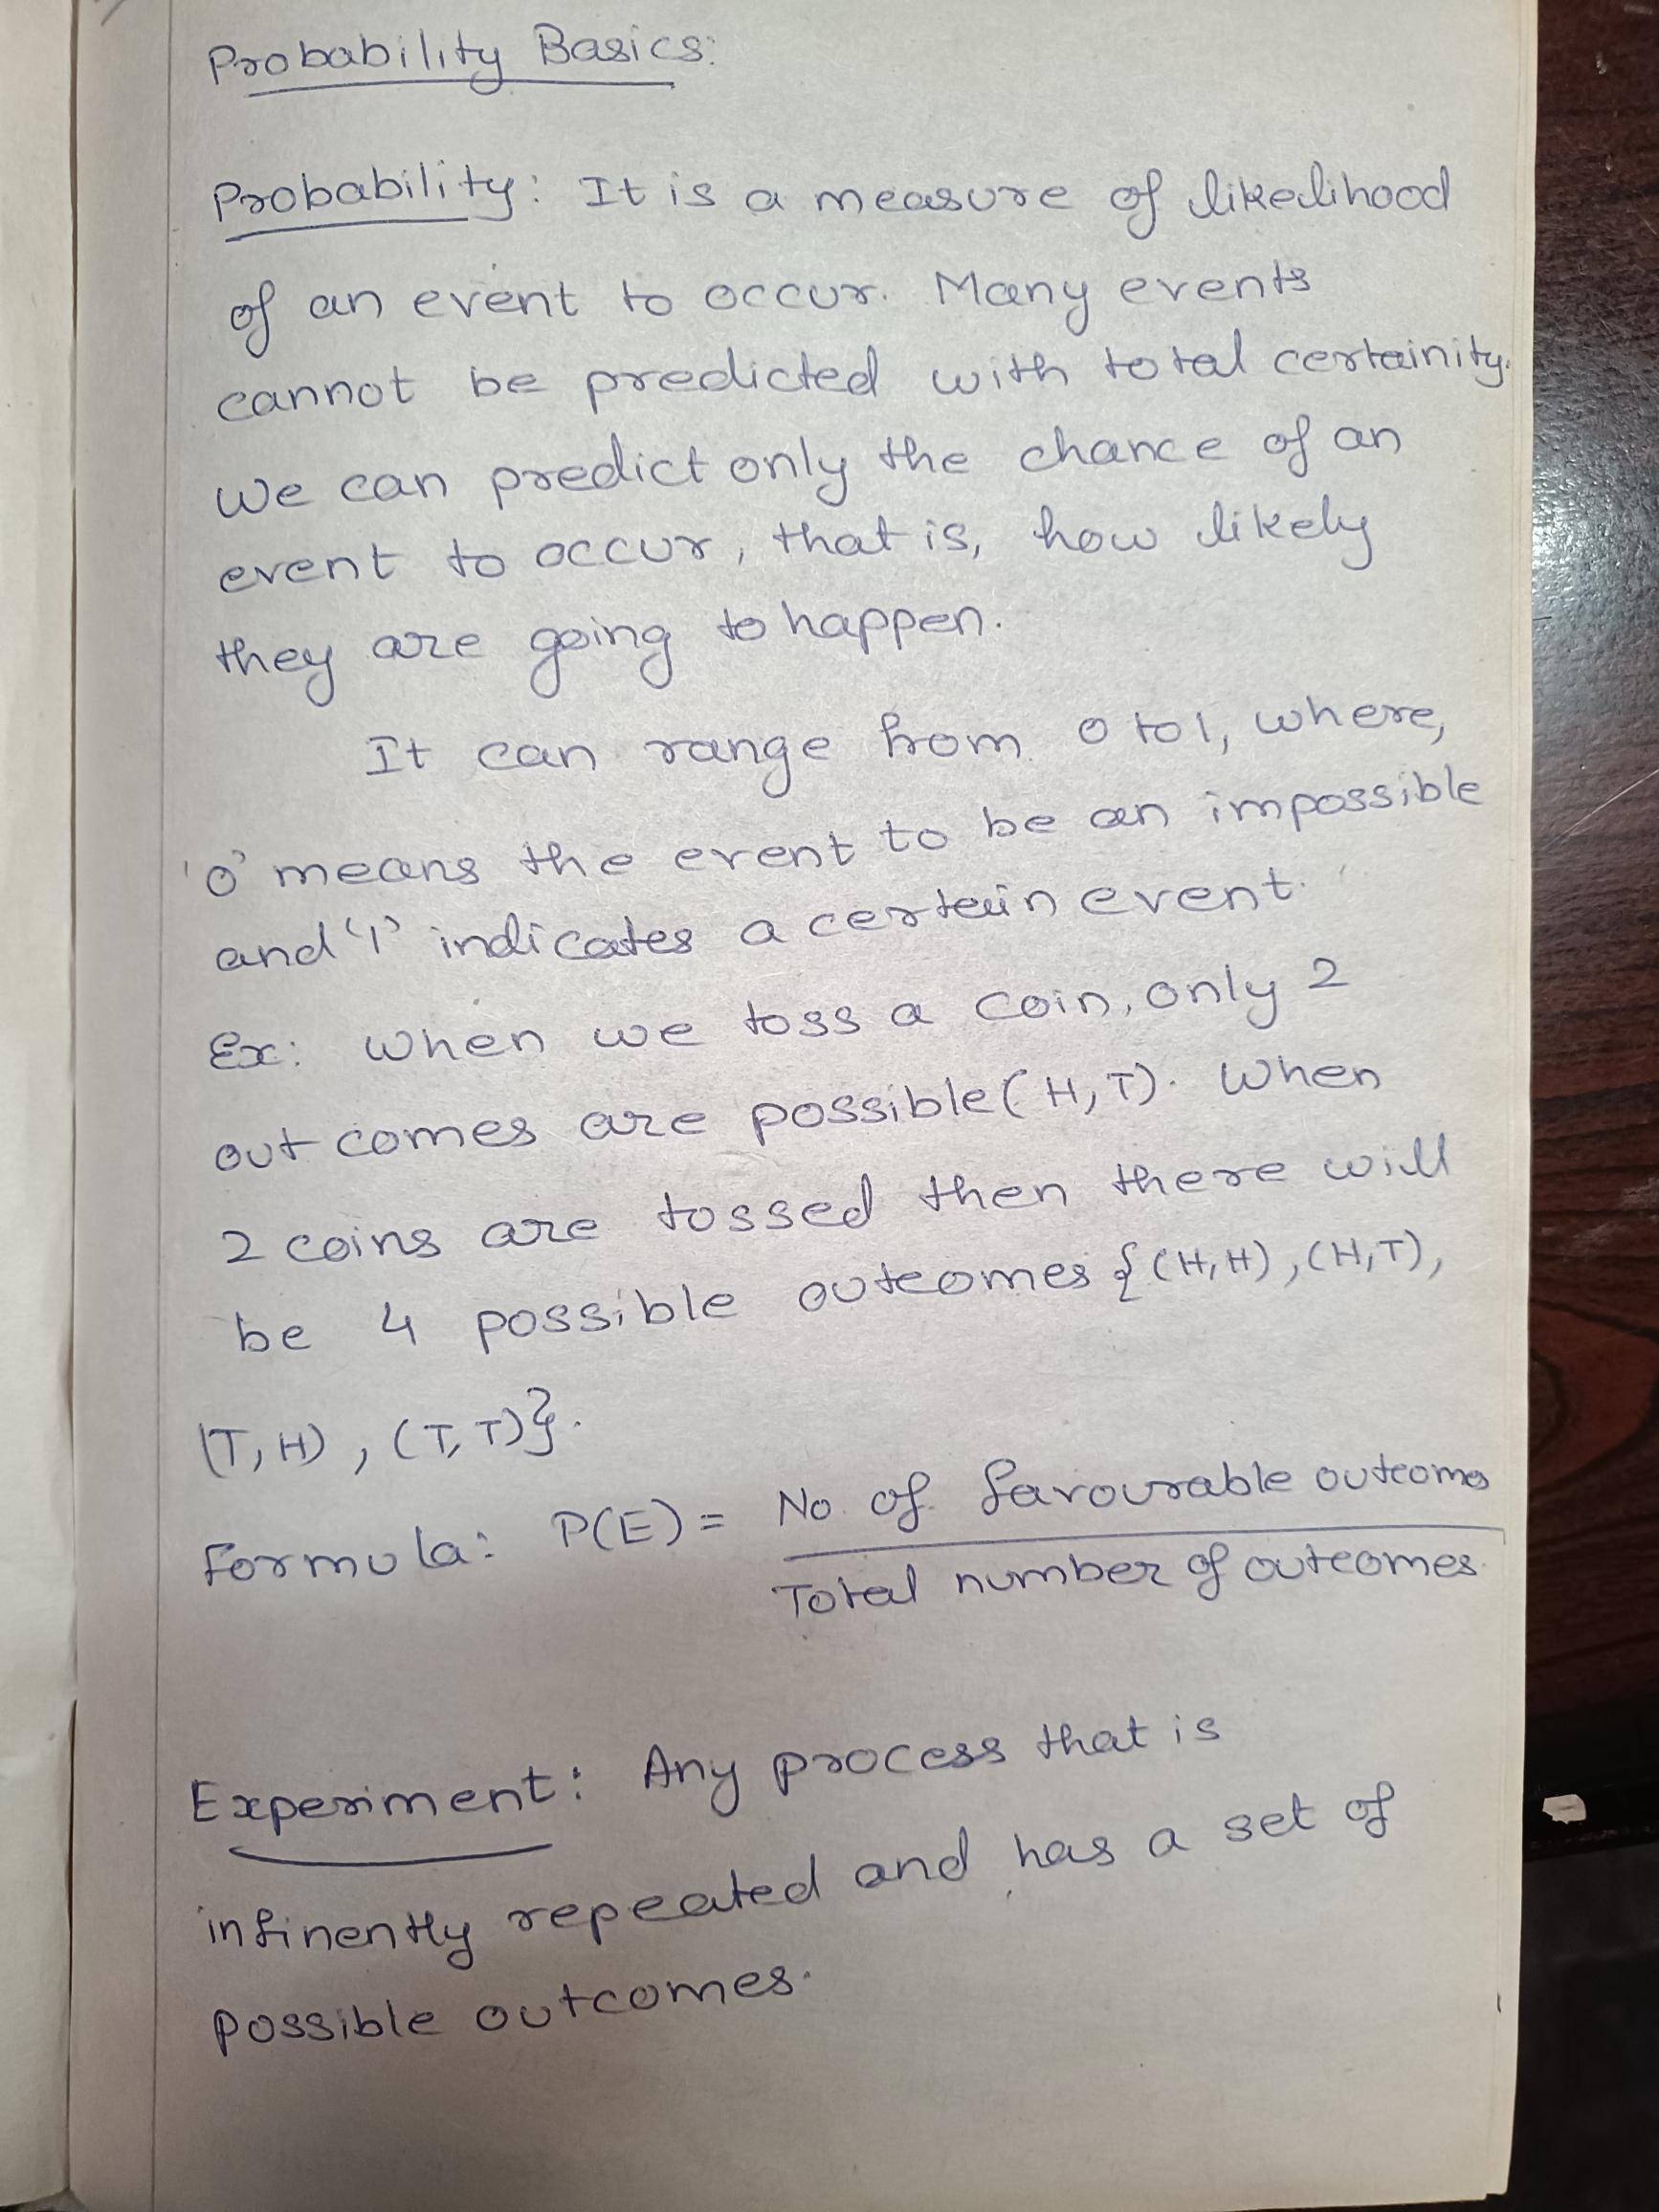 Probability Basics:
Probability: It is a measure of likelihood
of an event to occur. Many events
cannot be predicted with total certainity.
We can predict only the chance of an
event to occur, that is, how likely
they are going to happen.
It can range from 0 to 1, where,
'0' means the event to be an impossible
and '1' indicates a certain event.
Ex: When we toss a coin, only 2
out comes are possible (H, T). When
2 coins are tossed then there will
be 4 possible outcomes {(H,H), (H,T),
(T,H), (T,T)}.
Formula: P(E) = No. of favourable outcomes
Total number of outcomes.
Experiment: Any process that is
infinently repeated and has a set of
possible outcomes.